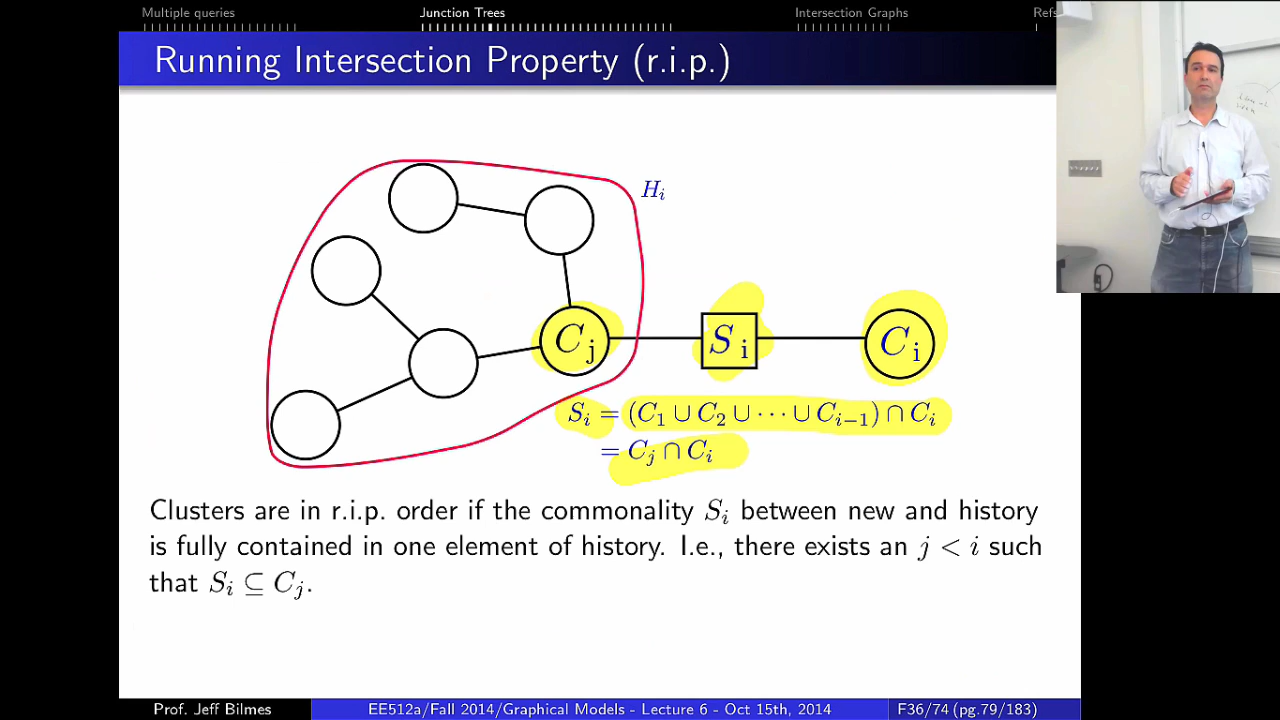 Multiple queries Junction Trees Intersection Graphs Refs
Running Intersection Property (r.i.p.)
H_i
C_j S_i C_i
S_i = (C_1 ∪ C_2 ∪ ⋯ ∪ C_{i−1}) ∩ C_i
= C_j ∩ C_i
Clusters are in r.i.p. order if the commonality S_i between new and history
is fully contained in one element of history. I.e., there exists an j < i such
that S_i ⊆ C_j.
Prof. Jeff Bilmes EE512a/Fall 2014/Graphical Models - Lecture 6 - Oct 15th, 2014 F36/74 (pg.79/183)